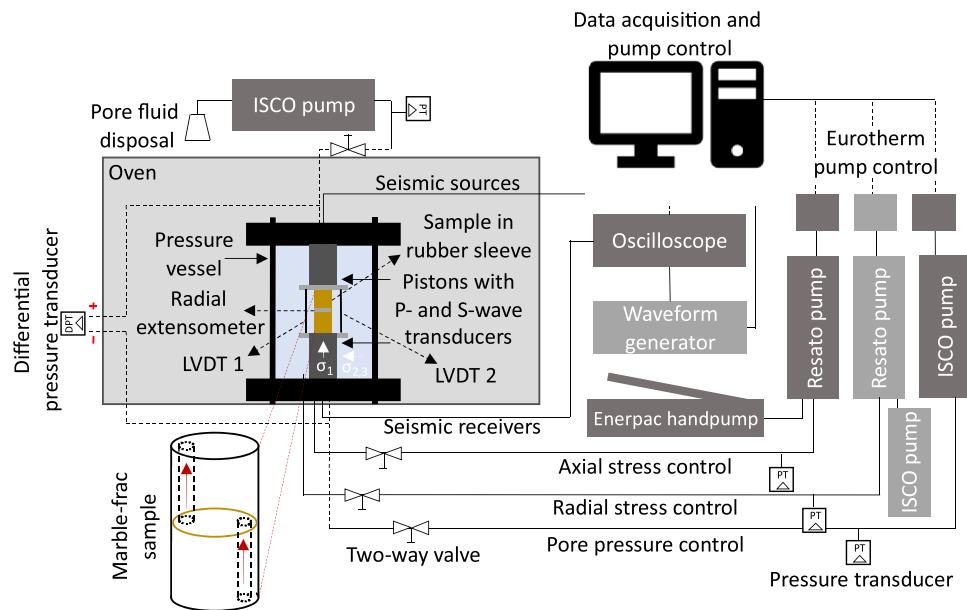 Data acquisition and
pump control
ISCO pump
PT
Pore fluid
disposal
Oven
Seismic sources
Eurotherm
pump control
Pressure
vessel
Sample in
rubber sleeve
Oscilloscope
Pistons with
P- and S-wave
transducers
Radial
extensometer
Waveform
generator
Resato pump
Resato pump
ISCO pump
Differential
pressure transducer
+
DPT
−
LVDT 1
σ1
σ2,3
LVDT 2
Enerpac handpump
Seismic receivers
ISCO pump
Axial stress control
PT
Radial stress control
PT
Marble-frac
sample
Two-way valve
Pore pressure control
PT
Pressure transducer